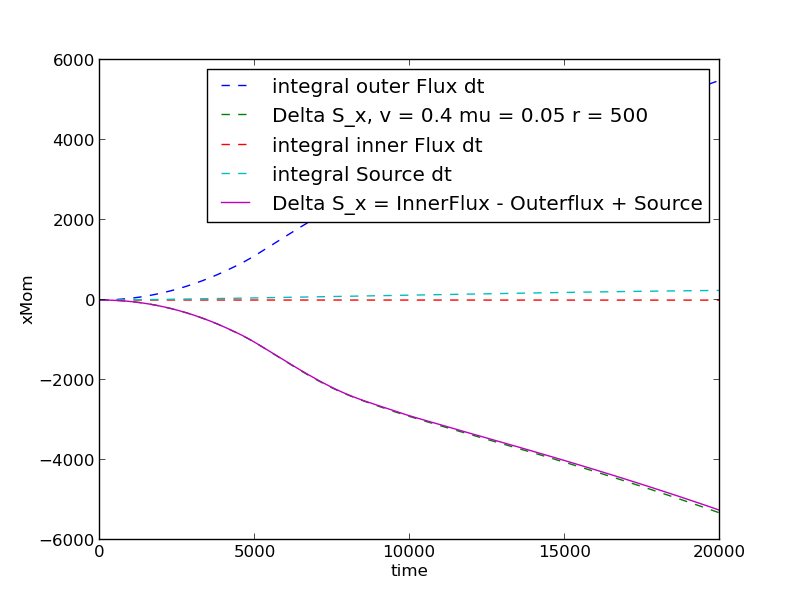 6000
4000
2000
0
−2000
−4000
−6000
xMom
integral outer Flux dt
Delta S_x, v = 0.4 mu = 0.05 r = 500
integral inner Flux dt
integral Source dt
Delta S_x = InnerFlux - Outerflux + Source
0
5000
10000
15000
20000
time